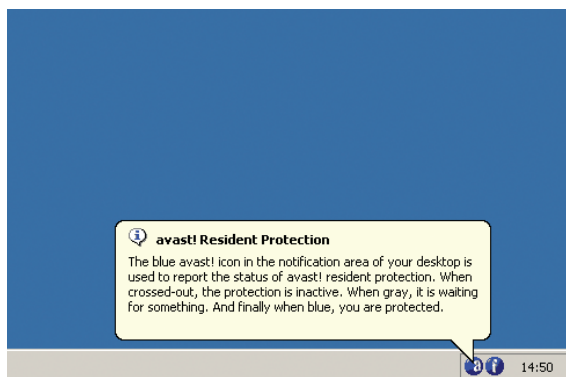 avast! Resident Protection
The blue avast! icon in the notification area of your desktop is
used to report the status of avast! resident protection. When
crossed-out, the protection is inactive. When gray, it is waiting
for something. And finally when blue, you are protected.
a i 14:50